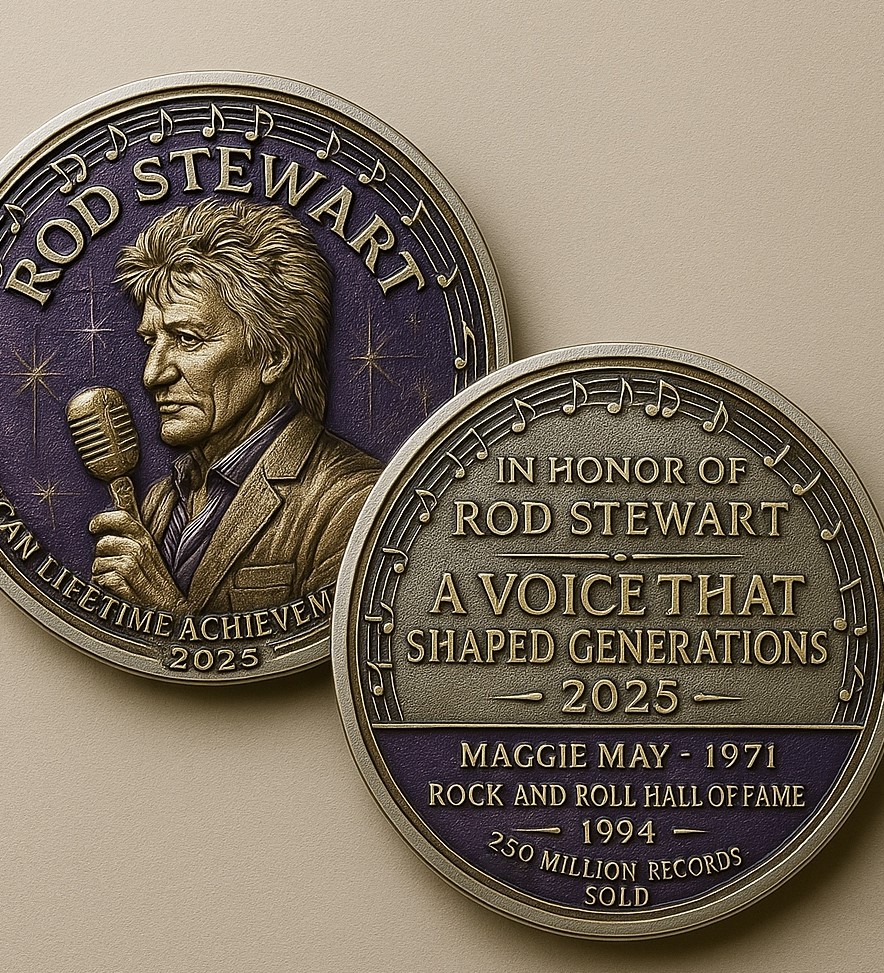 ROD STEWART
CAN LIFETIME ACHIEVEM
2025
IN HONOR OF
ROD STEWART
A VOICE THAT
SHAPED GENERATIONS
2025
MAGGIE MAY - 1971
ROCK AND ROLL HALL OF FAME
1994
250 MILLION RECORDS
SOLD